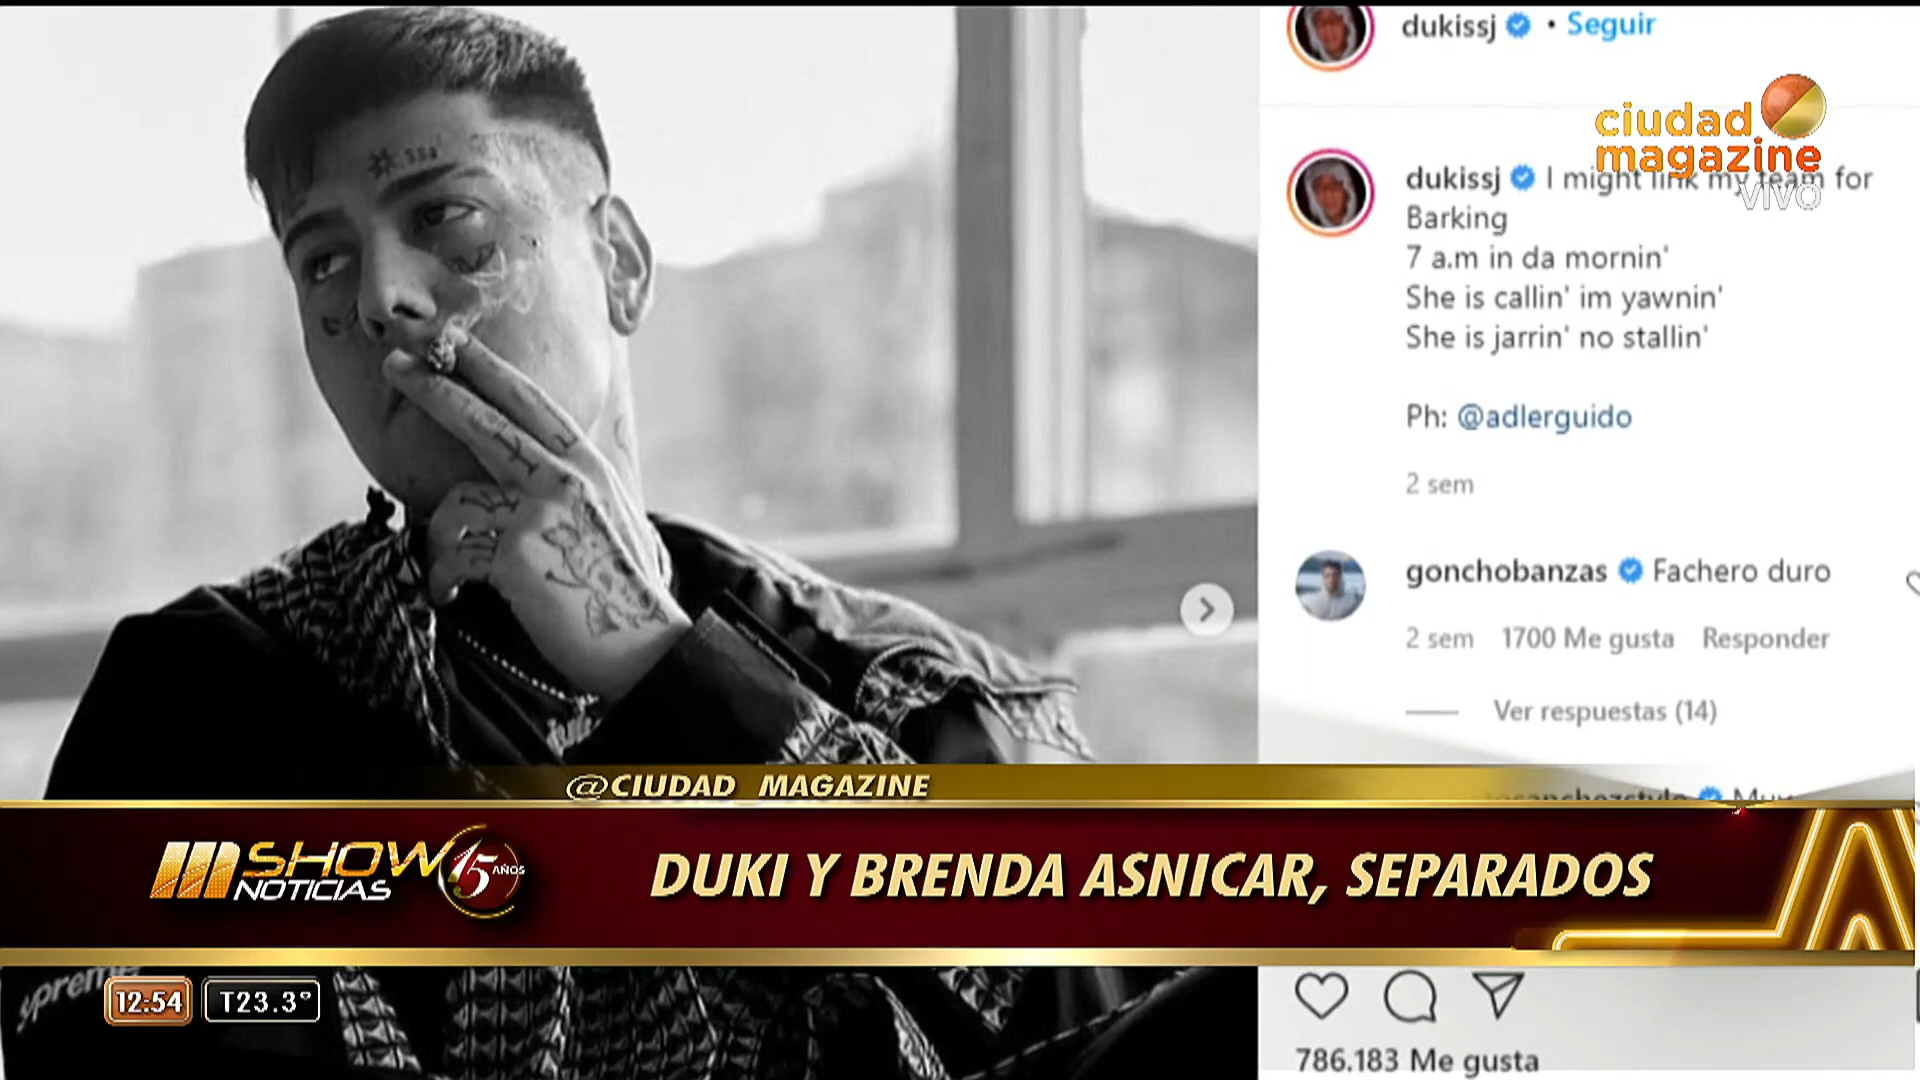 dukissj • Seguir
ciudad
magazine
VIVO
dukissj I might link my team for
Barking
7 a.m in da mornin'
She is callin' im yawnin'
She is jarrin' no stallin'
Ph: @adlerguido
2 sem
gonchobanzas Fachero duro
2 sem 1700 Me gusta Responder
Ver respuestas (14)
ssa
@CIUDAD_MAGAZINE
SHOW
NOTICIAS
15 AÑOS
DUKI Y BRENDA ASNICAR, SEPARADOS
12:54 T23.3°
786.183 Me gusta